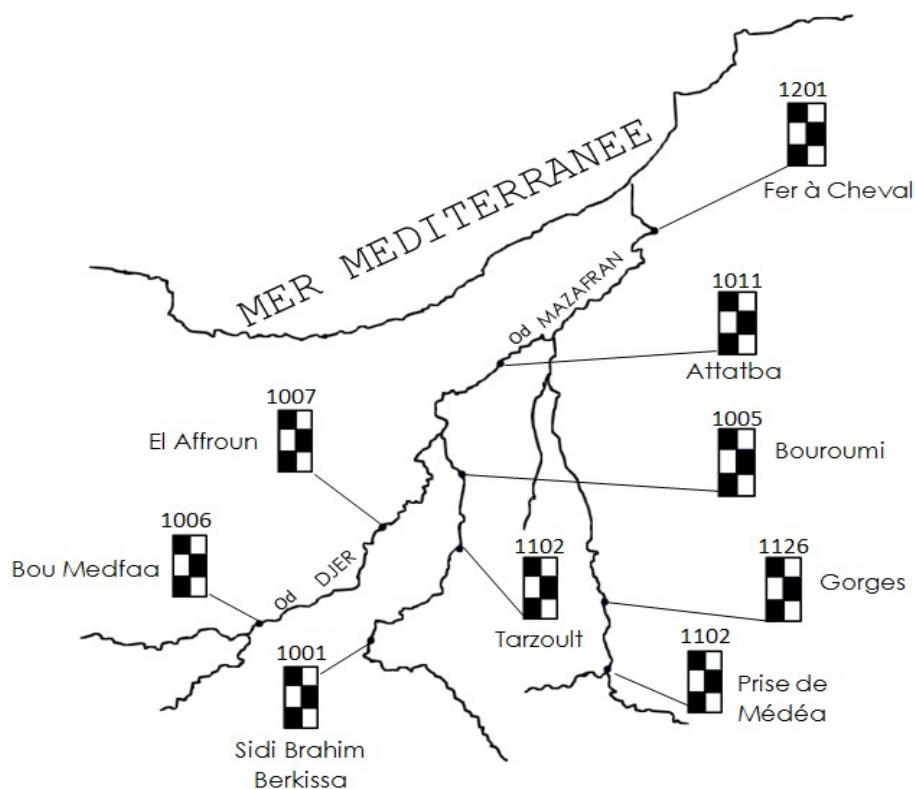 1201
Fer à Cheval
MER MEDITERRANEE
Od MAZAFRAN
1011
Attatba
1007
El Affroun
1005
Bouroumi
1006
Bou Medfaa
Od DJER
1102
Tarzoult
1126
Gorges
1001
Sidi Brahim
Berkissa
1102
Prise de
Médéa